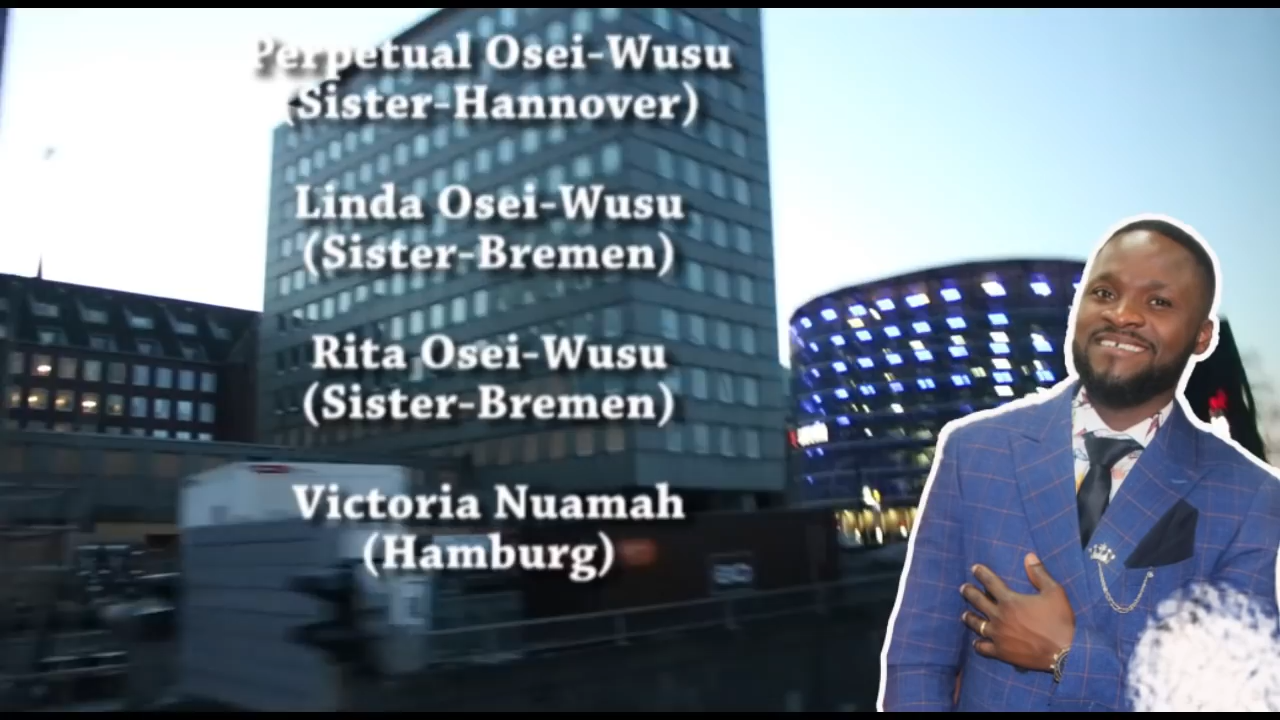 Perpetual Osei-Wusu
(Sister-Hannover)
Linda Osei-Wusu
(Sister-Bremen)
Rita Osei-Wusu
(Sister-Bremen)
Victoria Nuamah
(Hamburg)